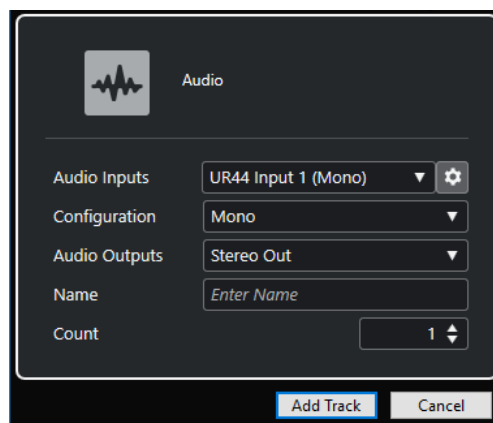 Audio
Audio Inputs UR44 Input 1 (Mono)
Configuration Mono
Audio Outputs Stereo Out
Name Enter Name
Count 1
Add Track Cancel